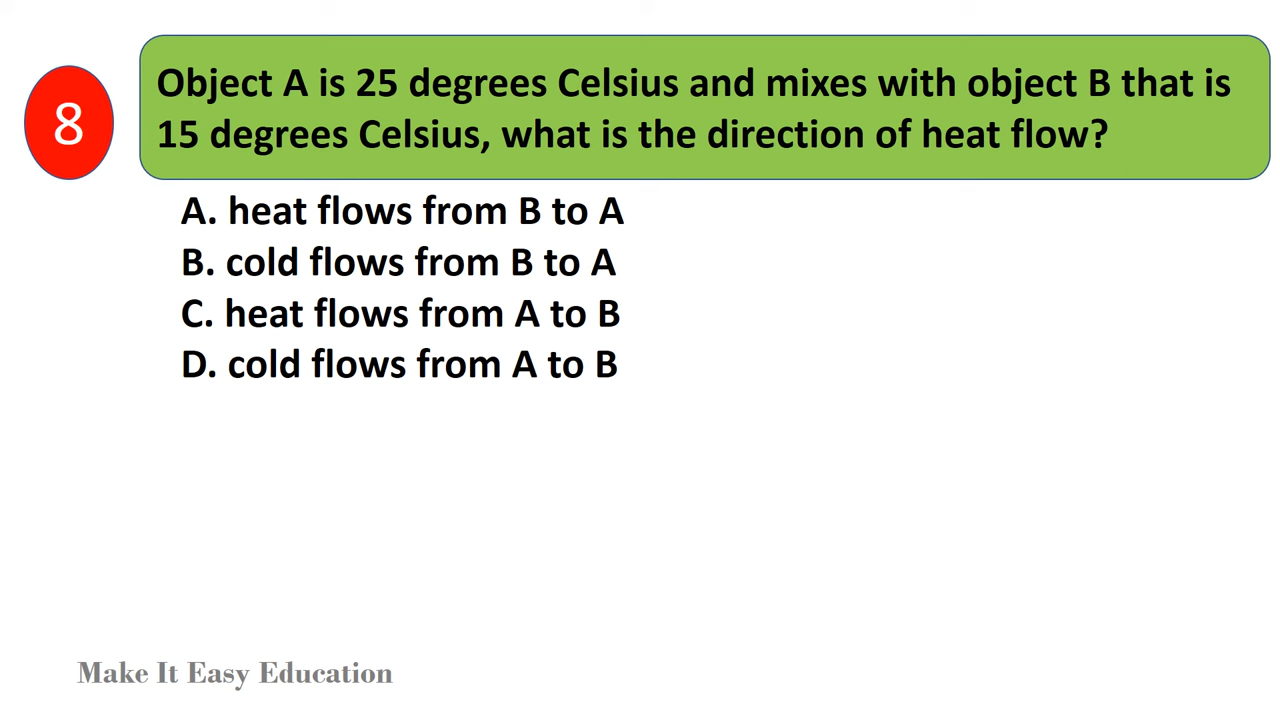 8
Object A is 25 degrees Celsius and mixes with object B that is
15 degrees Celsius, what is the direction of heat flow?
A. heat flows from B to A
B. cold flows from B to A
C. heat flows from A to B
D. cold flows from A to B
Make It Easy Education